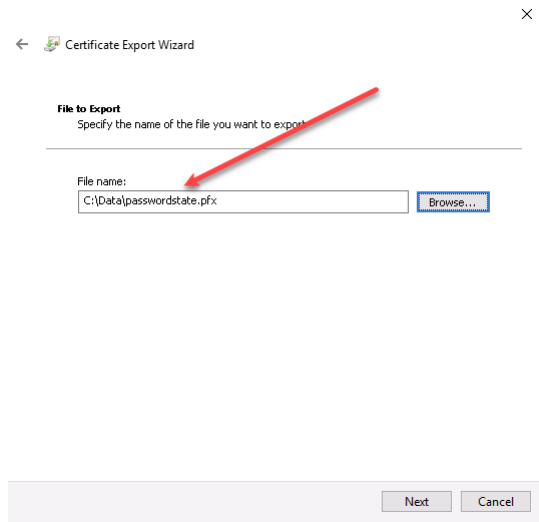 Certificate Export Wizard
File to Export
Specify the name of the file you want to export
File name:
C:\Data\passwordstate.pfx
Browse...
Next
Cancel